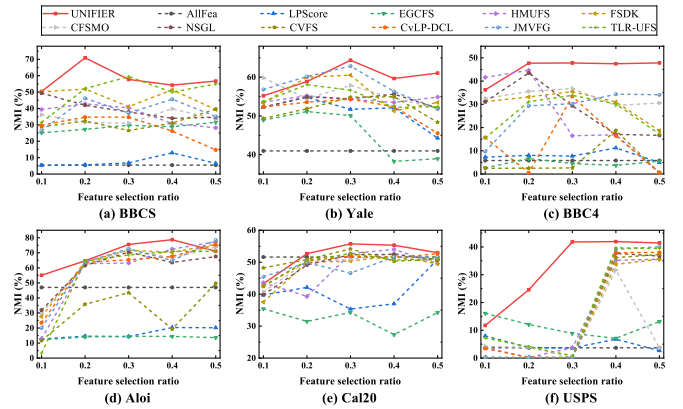 UNIFIER AllFea LPScore EGCFS HMUFS FSDK
CFSMO NSGL CVFS CvLP-DCL JMVFG TLR-UFS
NMI (%)
80
70
60
50
40
30
20
10
0
0.1 0.2 0.3 0.4 0.5
Feature selection ratio
(a) BBCS
NMI (%)
60
50
40
0.1 0.2 0.3 0.4 0.5
Feature selection ratio
(b) Yale
NMI (%)
50
40
30
20
10
0
0.1 0.2 0.3 0.4 0.5
Feature selection ratio
(c) BBC4
NMI (%)
80
70
60
50
40
30
20
10
0
0.1 0.2 0.3 0.4 0.5
Feature selection ratio
(d) Aloi
NMI (%)
60
50
40
30
20
0.1 0.2 0.3 0.4 0.5
Feature selection ratio
(e) Cal20
NMI (%)
40
30
20
10
0
0.1 0.2 0.3 0.4 0.5
Feature selection ratio
(f) USPS